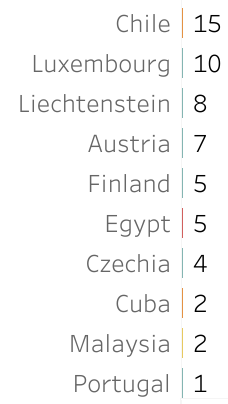 Chile 15
Luxembourg 10
Liechtenstein 8
Austria 7
Finland 5
Egypt 5
Czechia 4
Cuba 2
Malaysia 2
Portugal 1